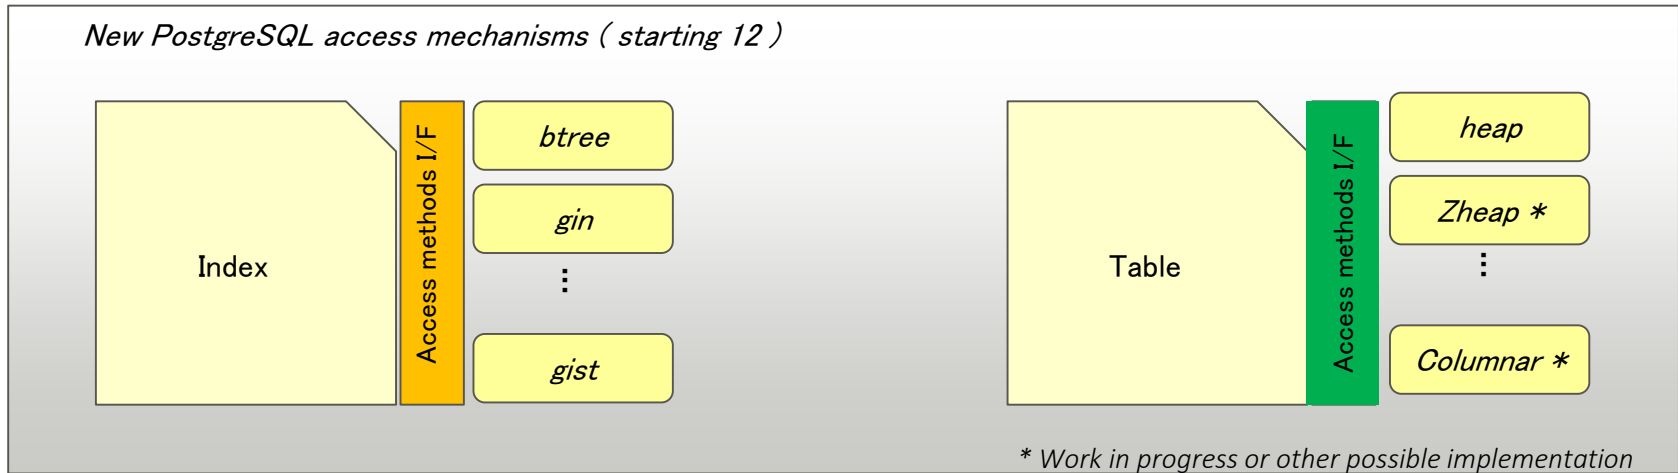 New PostgreSQL access mechanisms ( starting 12 )
Index
Access methods I/F
btree
gin
⋮
gist
Table
Access methods I/F
heap
Zheap *
⋮
Columnar *
* Work in progress or other possible implementation